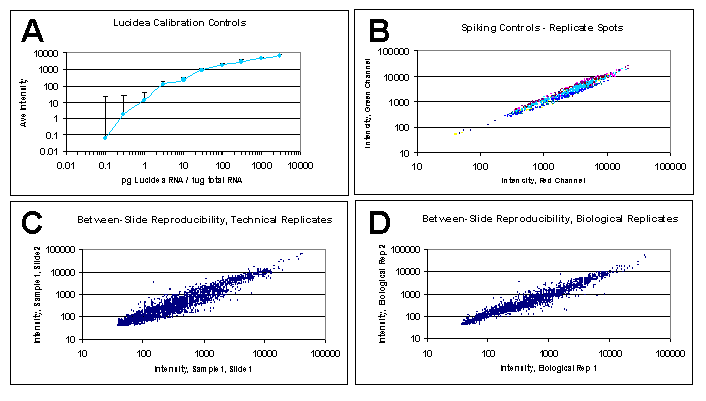 A
Lucidea Calibration Controls
Ave Intensity
10000
1000
100
10
1
0.1
0.01
0.01 0.1 1 10 100 1000 10000
pg Lucidea RNA / 1ug total RNA
B
Spiking Controls - Replicate Spots
Intensity, Green Channel
100000
10000
1000
100
10
10 100 1000 10000 100000
Intensity, Red Channel
C
Between-Slide Reproducibility, Technical Replicates
Intensity, Sample 1, Slide 2
100000
10000
1000
100
10
10 100 1000 10000 100000
Intensity, Sample 1, Slide 1
D
Between-Slide Reproducibility, Biological Replicates
Intensity, Biological Rep 2
100000
10000
1000
100
10
10 100 1000 10000 100000
Intensity, Biological Rep 1